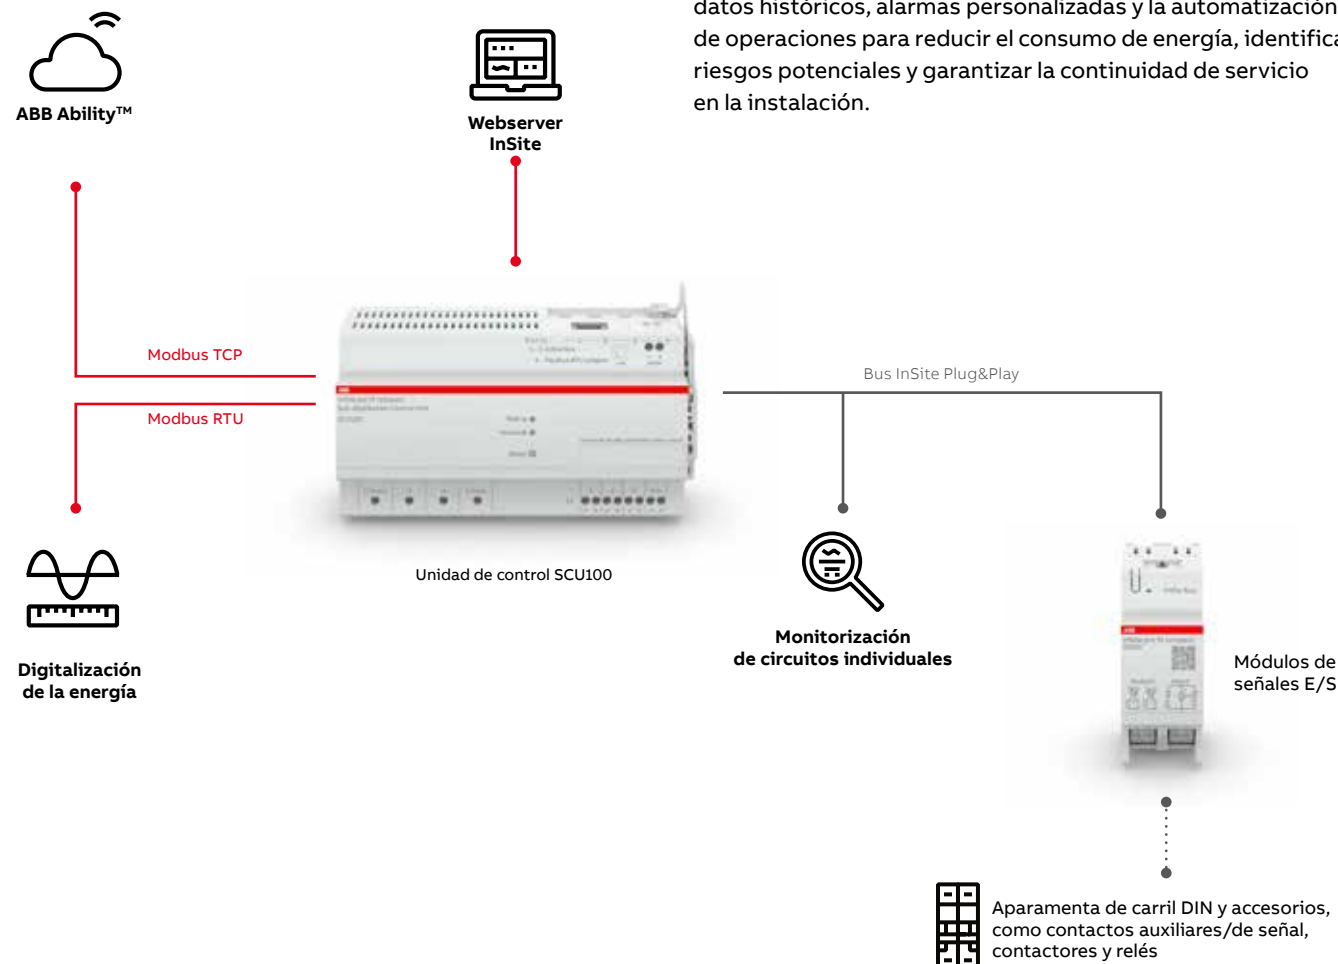 datos históricos, alarmas personalizadas y la automatización
de operaciones para reducir el consumo de energía, identifica
riesgos potenciales y garantizar la continuidad de servicio
en la instalación.
ABB Ability™
Webserver
InSite
Modbus TCP
Modbus RTU
Bus InSite Plug&Play
Unidad de control SCU100
Digitalización
de la energía
Monitorización
de circuitos individuales
Módulos de
señales E/S
Aparamenta de carril DIN y accesorios,
como contactos auxiliares/de señal,
contactores y relés